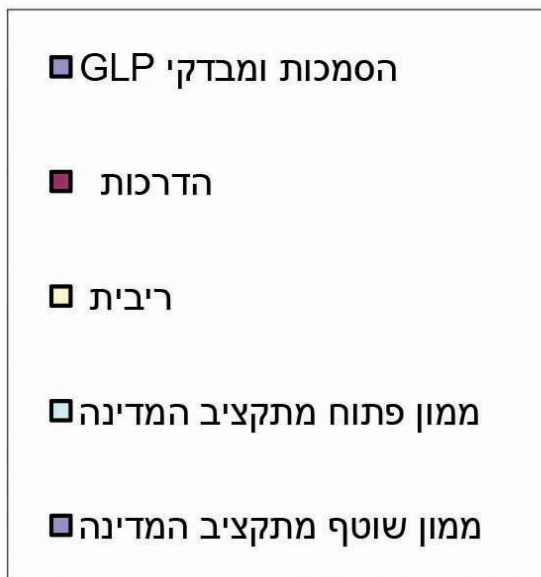 הסמכות ומבדקי GLP
הדרכות
ריבית
ממון פתוח מתקציב המדינה
ממון שוטף מתקציב המדינה